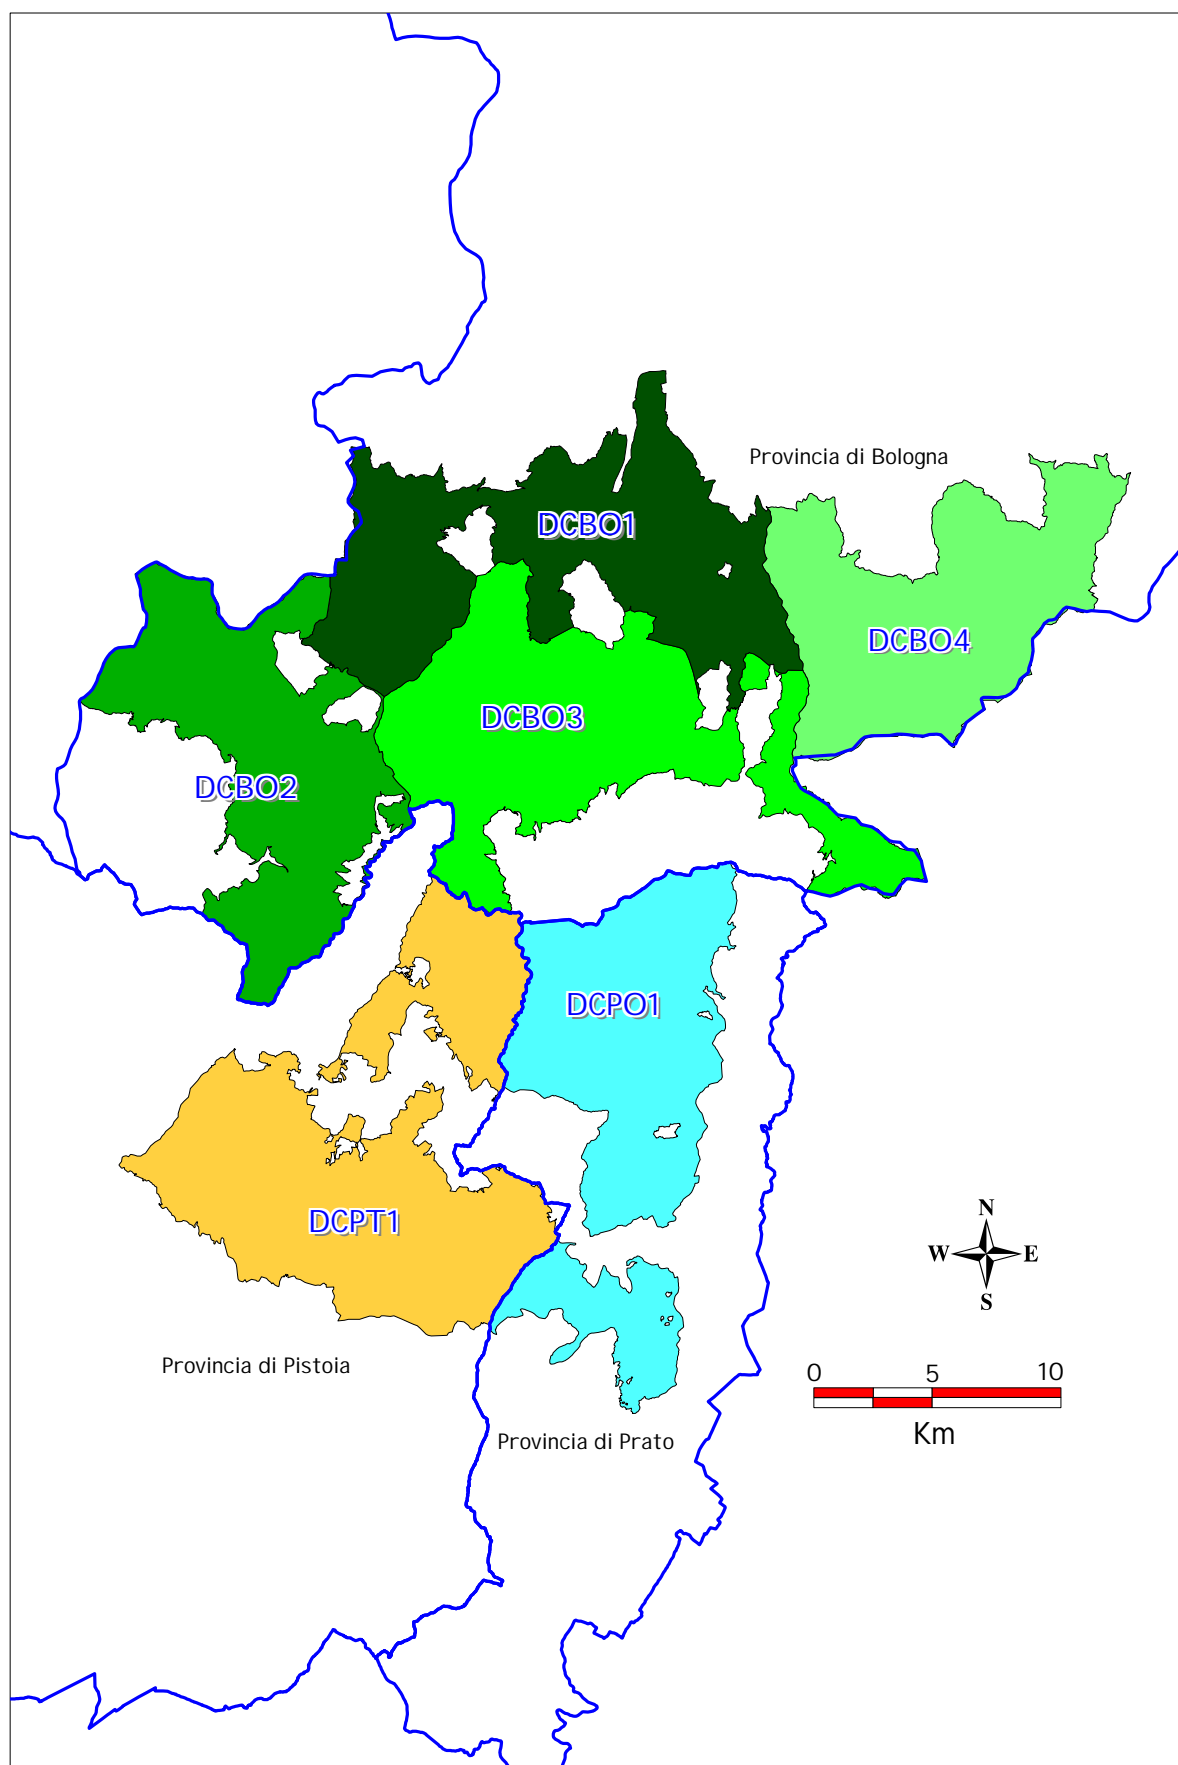 Provincia di Bologna
DCBO1
DCBO4
DCBO3
DCBO2
DCPO1
DCPT1
N
W E
S
Provincia di Pistoia
0 5 10
Km
Provincia di Prato